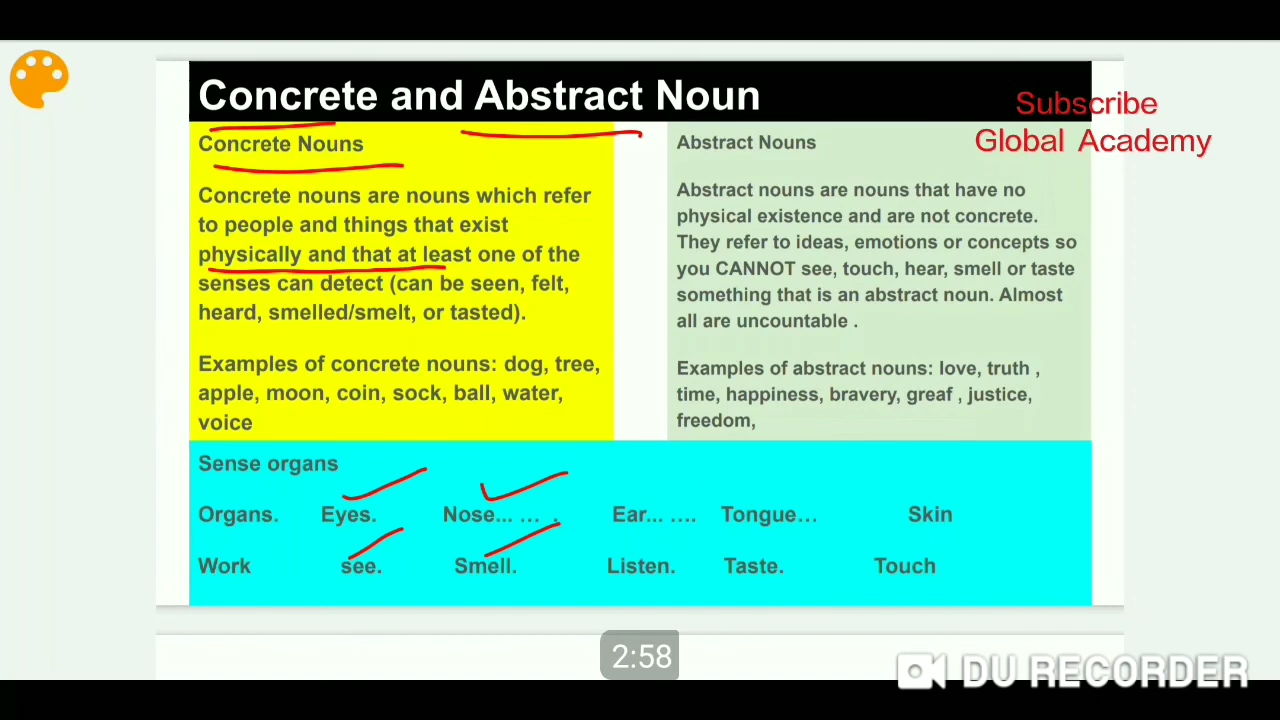 Concrete and Abstract Noun
Subscribe
Global Academy
Concrete Nouns
Concrete nouns are nouns which refer
to people and things that exist
physically and that at least one of the
senses can detect (can be seen, felt,
heard, smelled/smelt, or tasted).
Examples of concrete nouns: dog, tree,
apple, moon, coin, sock, ball, water,
voice
Abstract Nouns
Abstract nouns are nouns that have no
physical existence and are not concrete.
They refer to ideas, emotions or concepts so
you CANNOT see, touch, hear, smell or taste
something that is an abstract noun. Almost
all are uncountable .
Examples of abstract nouns: love, truth ,
time, happiness, bravery, greaf , justice,
freedom,
Sense organs
Organs. Eyes. Nose... ... . Ear... .... Tongue... Skin
Work see. Smell. Listen. Taste. Touch
2:58
DU RECORDER